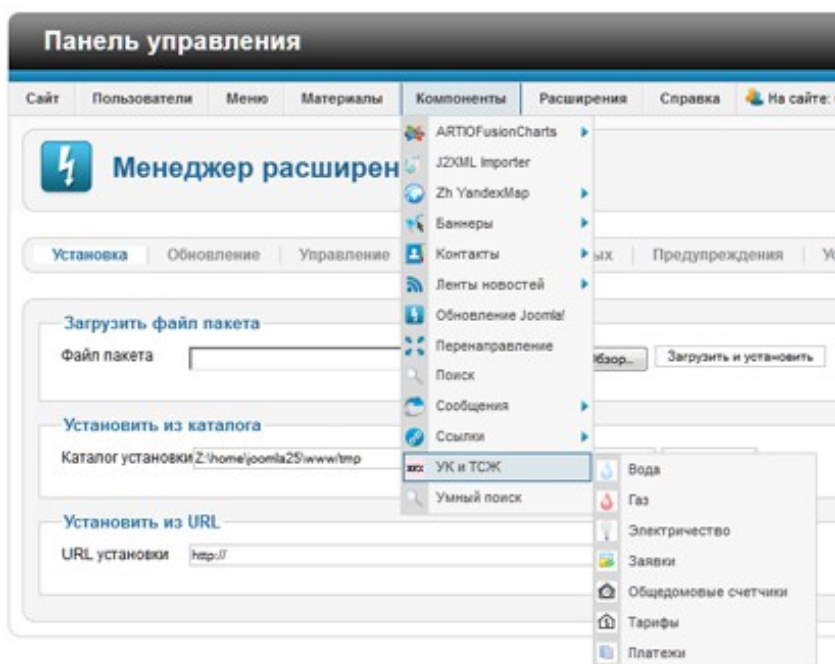 Панель управления
Сайт Пользователи Меню Материалы Компоненты Расширения Справка На сайте:
ARTIOFusionCharts
J2XML Importer
Менеджер расширен
Zh YandexMap
Баннеры
Установка Обновление Управление Контакты ых Предупреждения
Ленты новостей
Обновление Joomla!
Загрузить файл пакета
Перенаправление
Файл пакета Обзор... Загрузить и установить
Поиск
Сообщения
Установить из каталога
Ссылки
Каталог установки Z:\home\joomla25\www\tmp
УК и ТСЖ Вода
Умный поиск Газ
Установить из URL
Электричество
URL установки http://
Заявки
Общедомовые счетчики
Тарифы
Платежи